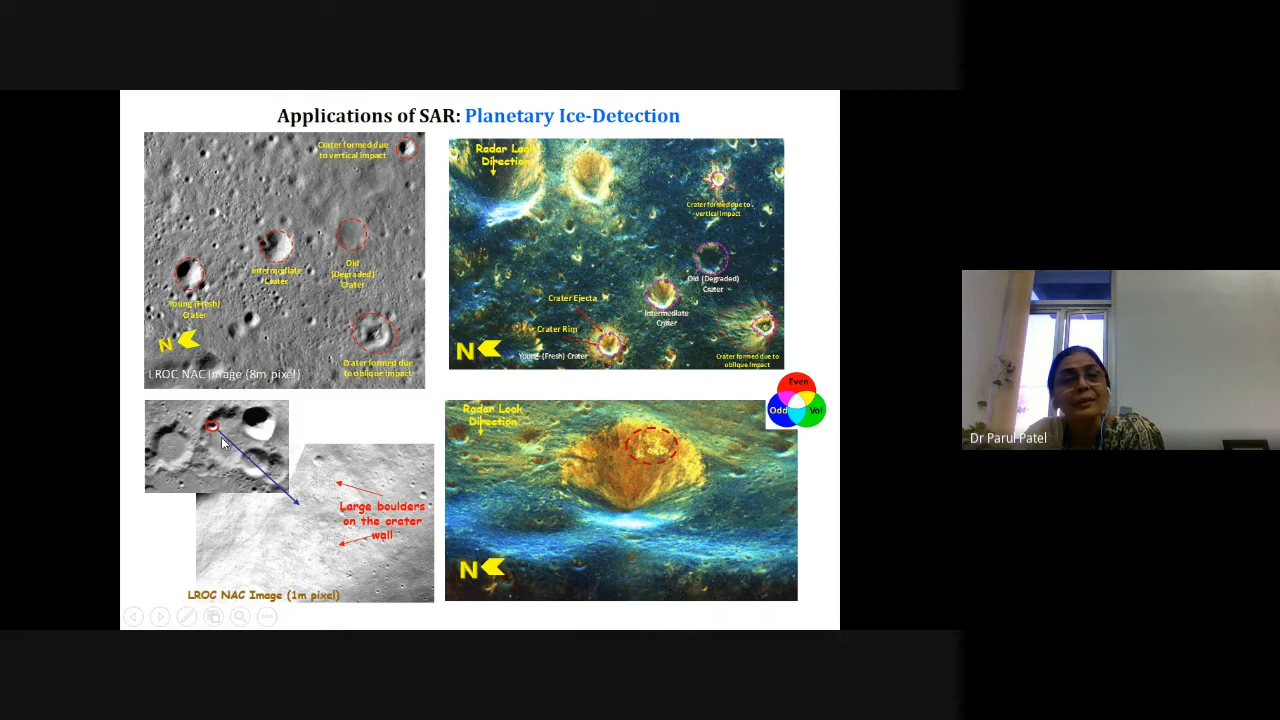 Applications of SAR: Planetary Ice-Detection
Crater formed due
to vertical impact
Intermediate
Crater
Old
(Degraded)
Crater
Young (Fresh)
Crater
N
Crater formed due
to oblique impact
LROC NAC Image (8m pixel)
Radar Look
Direction
Crater formed due to
vertical impact
Old (Degraded)
Crater
Intermediate
Crater
Crater Ejecta
Crater Rim
Young (Fresh) Crater
Crater formed due to
oblique impact
N
Even
Odd
Vol
Large boulders
on the crater
wall
LROC NAC Image (1m pixel)
Radar Look
Direction
N
Dr Parul Patel